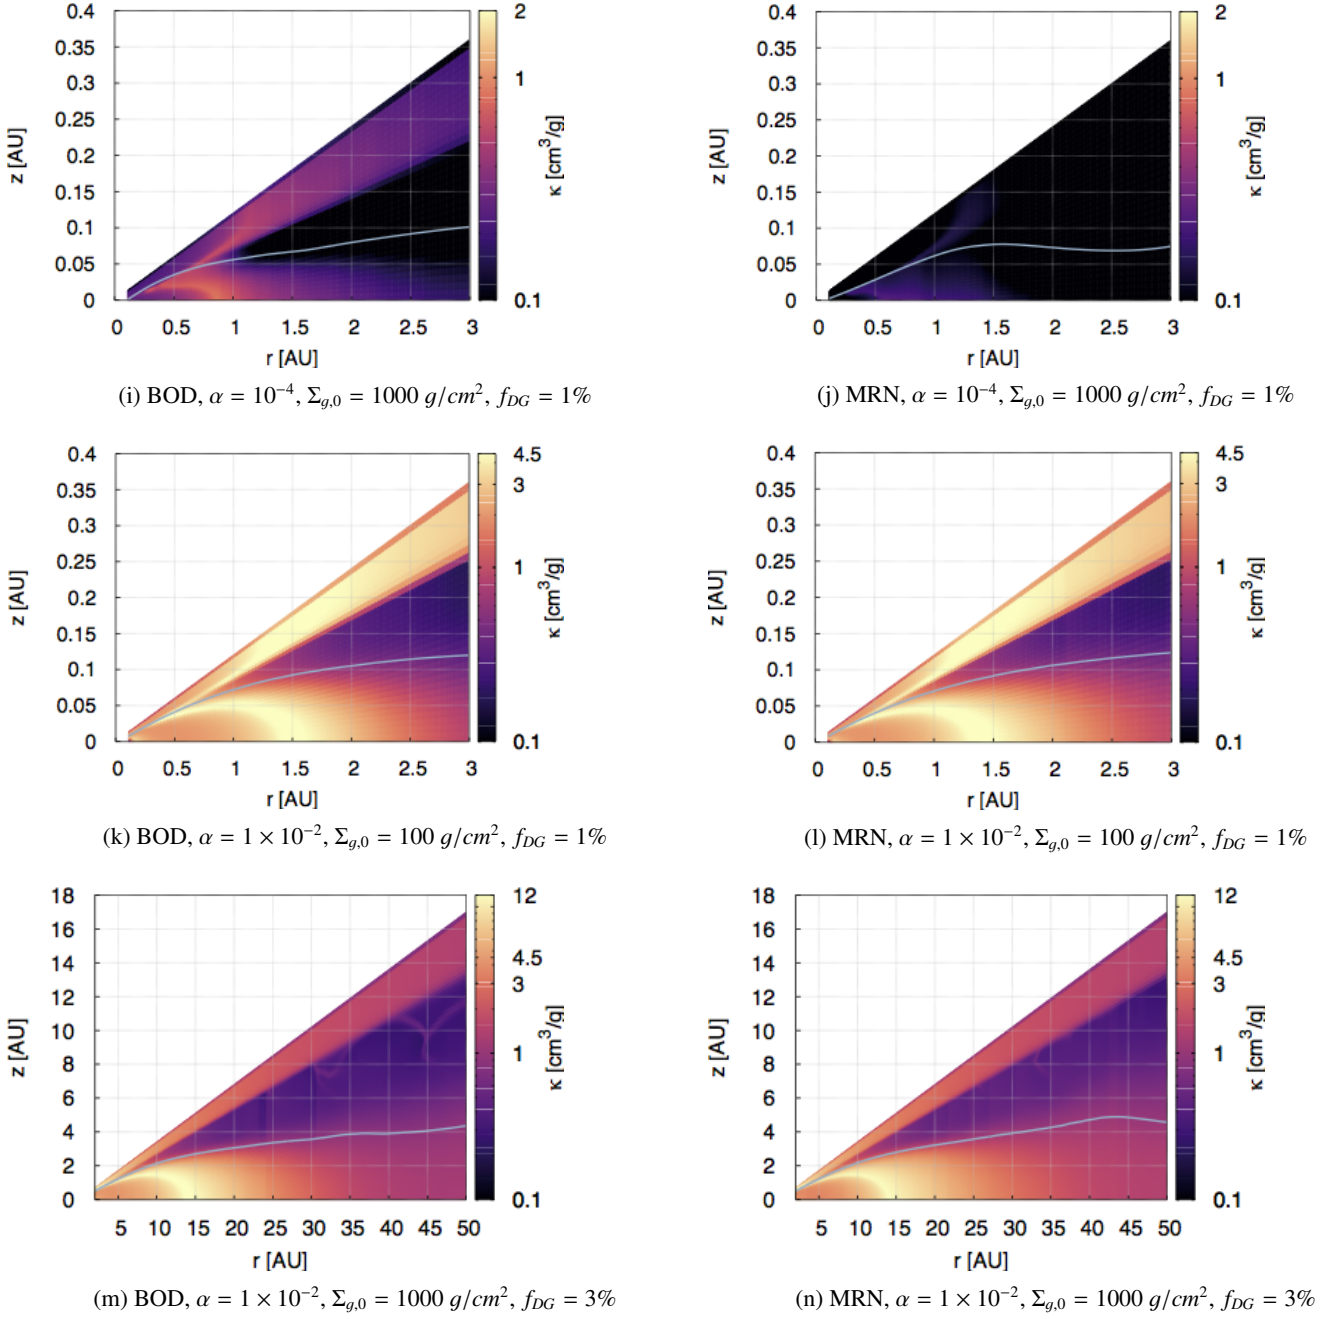 0.4
0.35
0.3
0.25
0.2
0.15
0.1
0.05
0
z [AU]
0 0.5 1 1.5 2 2.5 3
r [AU]
2
1
0.1
κ [cm³/g]
(i) BOD, α = 10⁻⁴, Σg,0 = 1000 g/cm², fDG = 1%
0.4
0.35
0.3
0.25
0.2
0.15
0.1
0.05
0
z [AU]
0 0.5 1 1.5 2 2.5 3
r [AU]
2
1
0.1
κ [cm³/g]
(j) MRN, α = 10⁻⁴, Σg,0 = 1000 g/cm², fDG = 1%
0.4
0.35
0.3
0.25
0.2
0.15
0.1
0.05
0
z [AU]
0 0.5 1 1.5 2 2.5 3
r [AU]
4.5
3
1
0.1
κ [cm³/g]
(k) BOD, α = 1 × 10⁻², Σg,0 = 100 g/cm², fDG = 1%
0.4
0.35
0.3
0.25
0.2
0.15
0.1
0.05
0
z [AU]
0 0.5 1 1.5 2 2.5 3
r [AU]
4.5
3
1
0.1
κ [cm³/g]
(l) MRN, α = 1 × 10⁻², Σg,0 = 100 g/cm², fDG = 1%
18
16
14
12
10
8
6
4
2
0
z [AU]
5 10 15 20 25 30 35 40 45 50
r [AU]
12
4.5
3
1
0.1
κ [cm³/g]
(m) BOD, α = 1 × 10⁻², Σg,0 = 1000 g/cm², fDG = 3%
18
16
14
12
10
8
6
4
2
0
z [AU]
5 10 15 20 25 30 35 40 45 50
r [AU]
12
4.5
3
1
0.1
κ [cm³/g]
(n) MRN, α = 1 × 10⁻², Σg,0 = 1000 g/cm², fDG = 3%